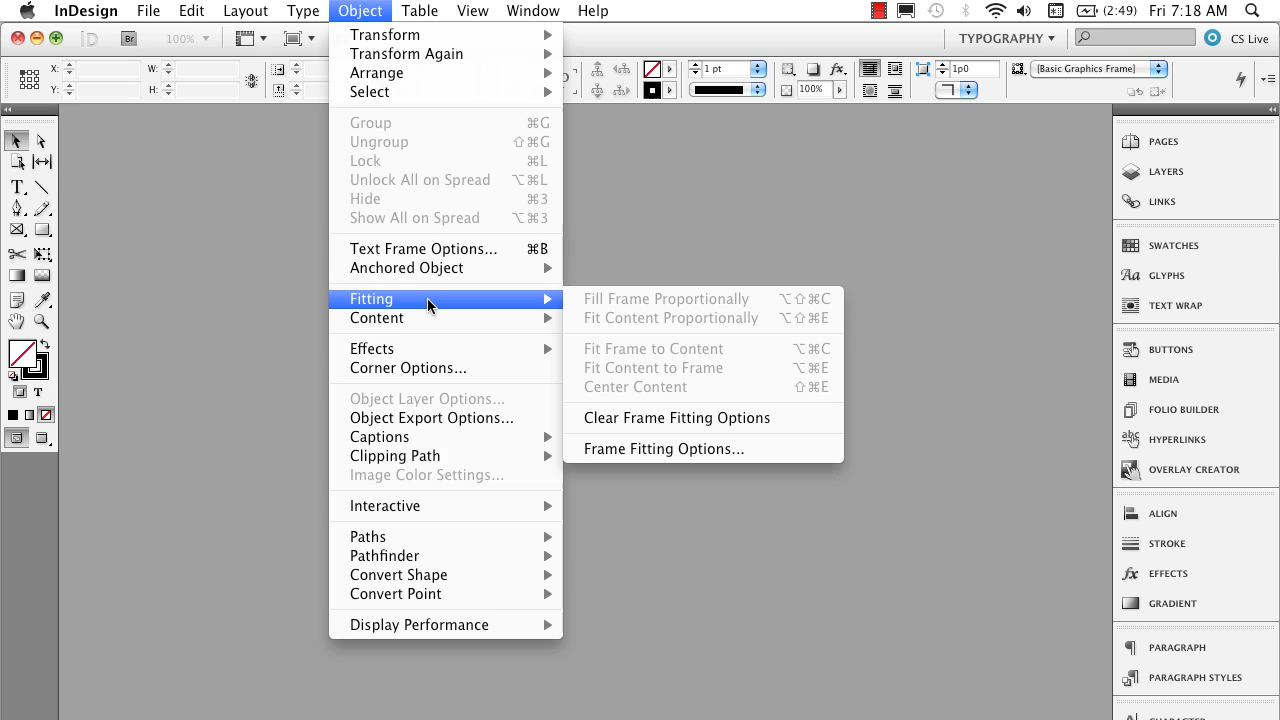 InDesign File Edit Layout Type Object Table View Window Help (2:49) Fri 7:18 AM
Br 100% TYPOGRAPHY CS Live
X: W: 1 pt fx 1p0 [Basic Graphics Frame]
Y: H: 100%
Transform
Transform Again
Arrange
Select
Group ⌘G
Ungroup ⇧⌘G
Lock ⌘L
Unlock All on Spread ⌥⌘L
Hide ⌘3
Show All on Spread ⌥⌘3
Text Frame Options... ⌘B
Anchored Object
Fitting
Content
Effects
Corner Options...
Object Layer Options...
Object Export Options...
Captions
Clipping Path
Image Color Settings...
Interactive
Paths
Pathfinder
Convert Shape
Convert Point
Display Performance
Fill Frame Proportionally ⌥⇧⌘C
Fit Content Proportionally ⌥⇧⌘E
Fit Frame to Content ⌥⌘C
Fit Content to Frame ⌥⌘E
Center Content ⇧⌘E
Clear Frame Fitting Options
Frame Fitting Options...
PAGES
LAYERS
LINKS
SWATCHES
GLYPHS
TEXT WRAP
BUTTONS
MEDIA
FOLIO BUILDER
HYPERLINKS
OVERLAY CREATOR
ALIGN
STROKE
EFFECTS
GRADIENT
PARAGRAPH
PARAGRAPH STYLES